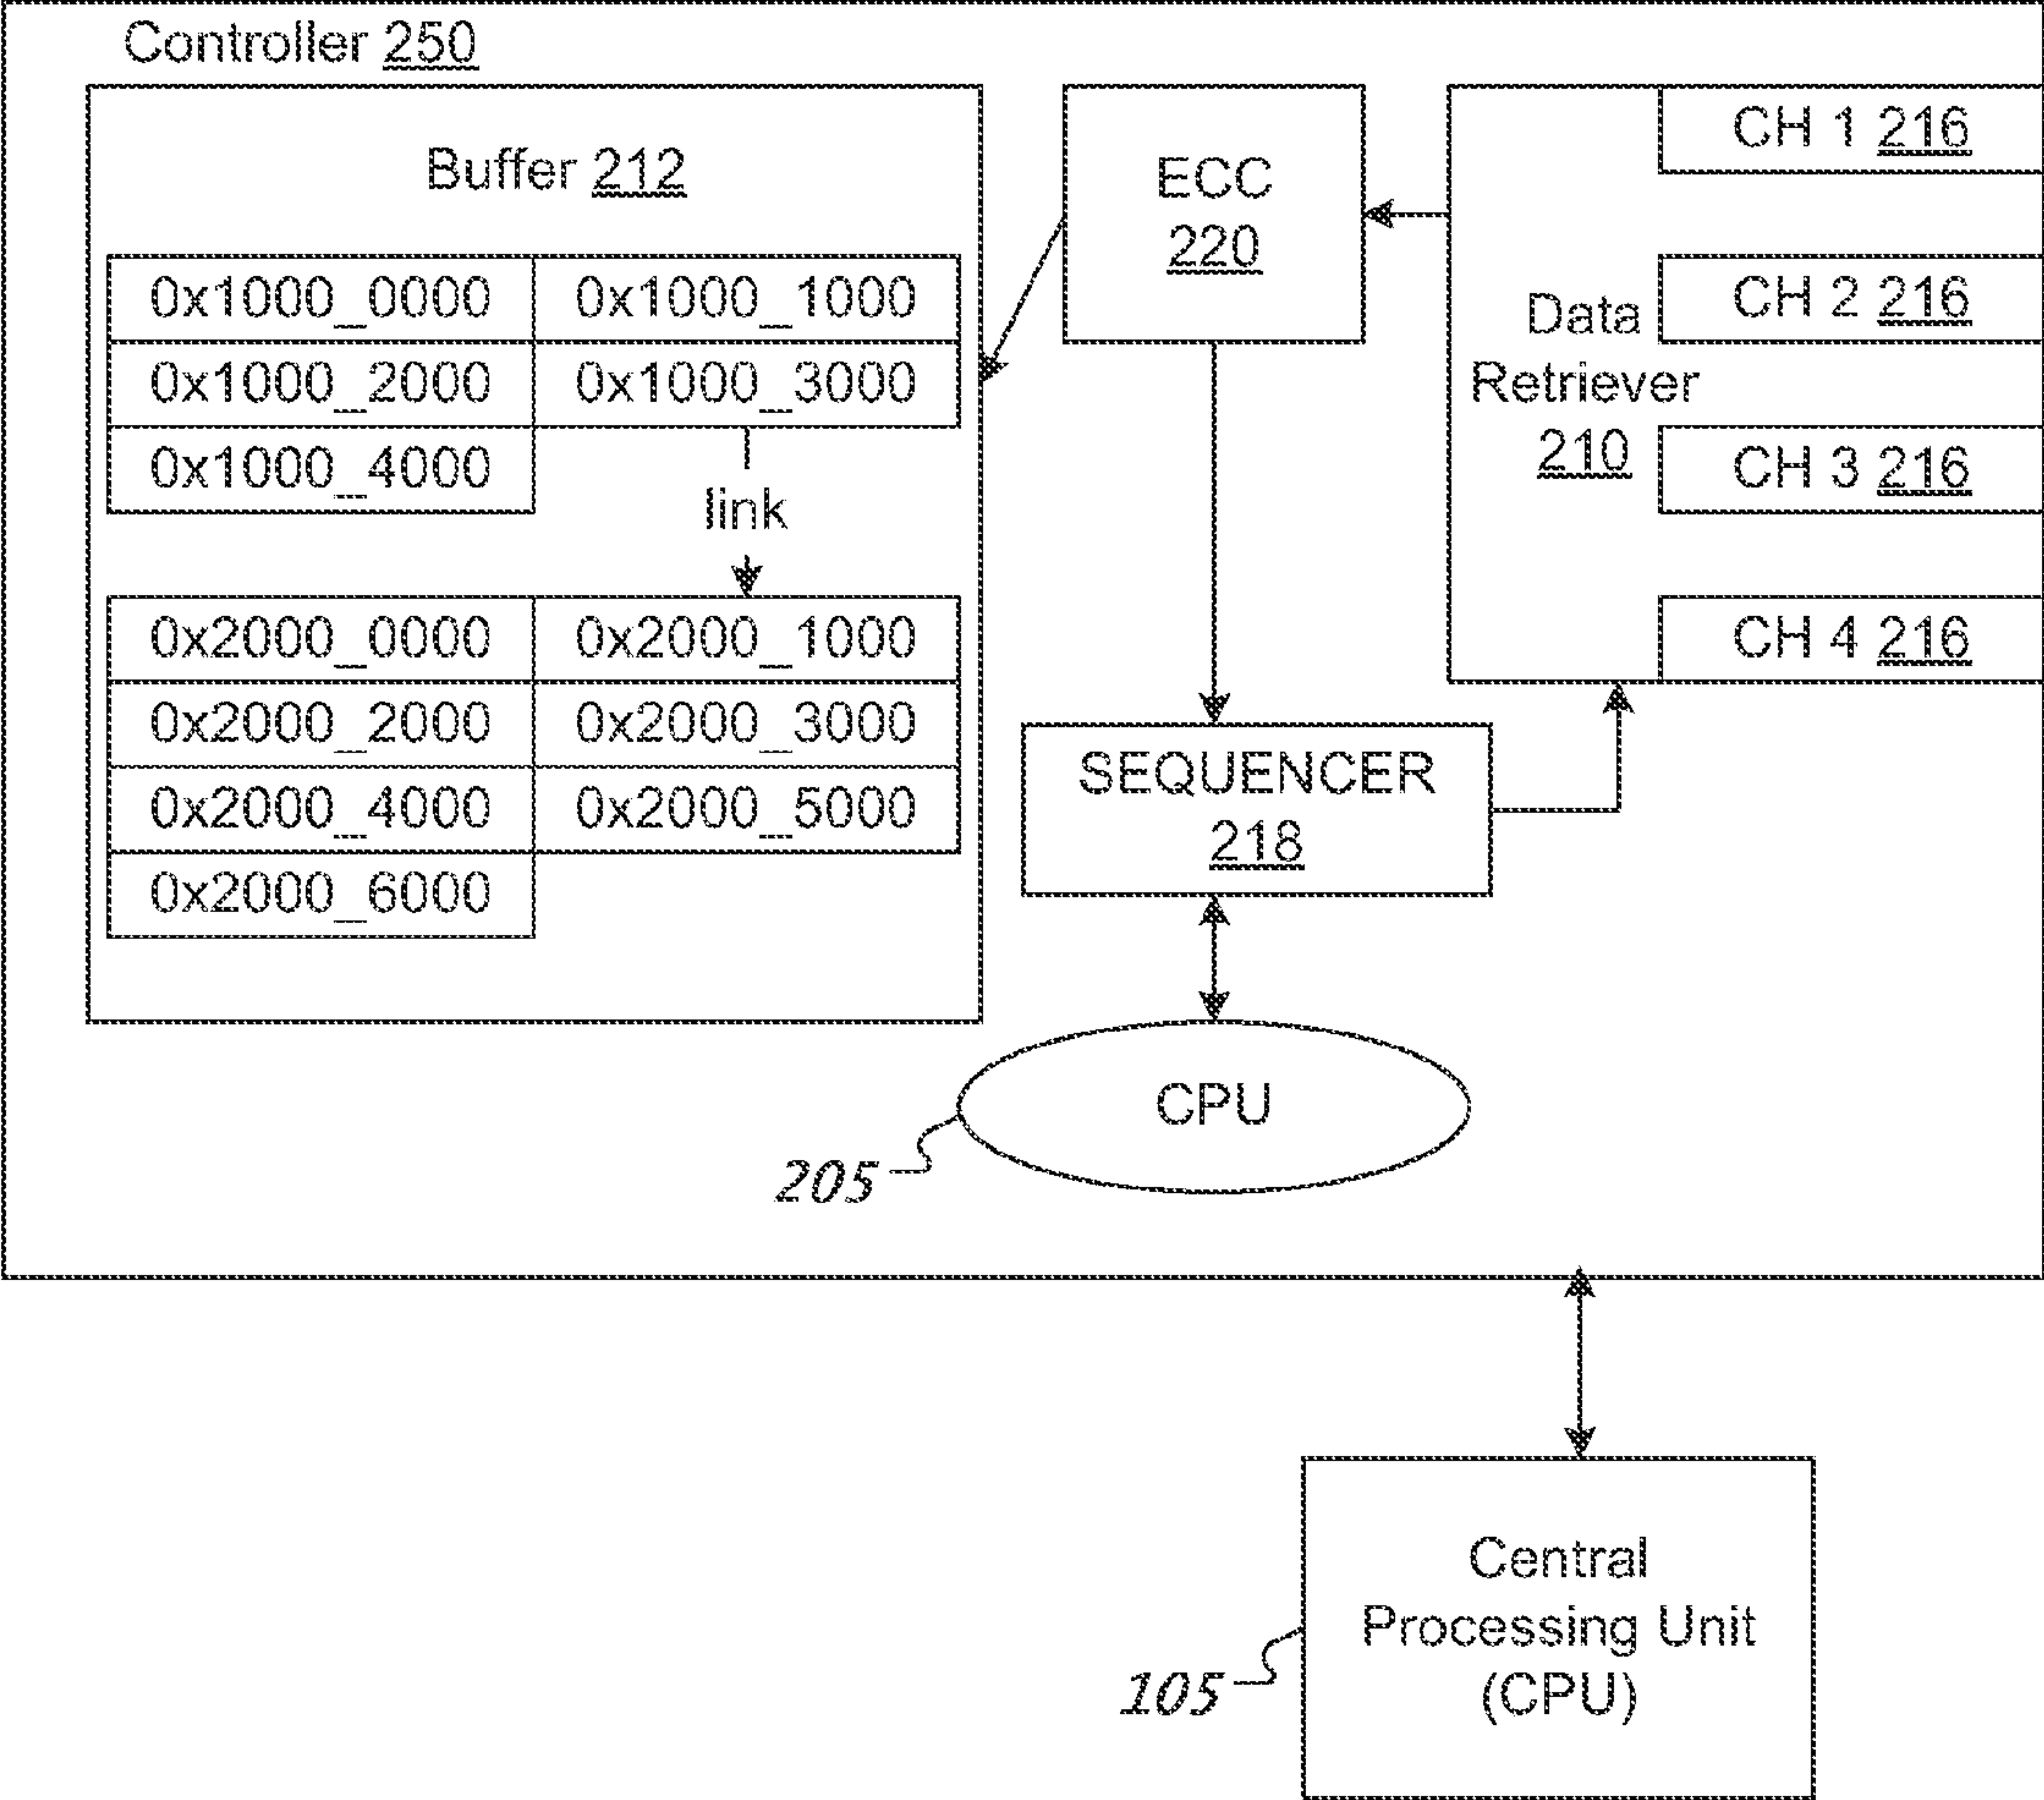 Controller 250
Buffer 212
0x1000_0000 0x1000_1000
0x1000_2000 0x1000_3000
0x1000_4000
link
0x2000_0000 0x2000_1000
0x2000_2000 0x2000_3000
0x2000_4000 0x2000_5000
0x2000_6000
ECC
220
Data
Retriever
210
CH 1 216
CH 2 216
CH 3 216
CH 4 216
SEQUENCER
218
CPU
205
Central
Processing Unit
(CPU)
105